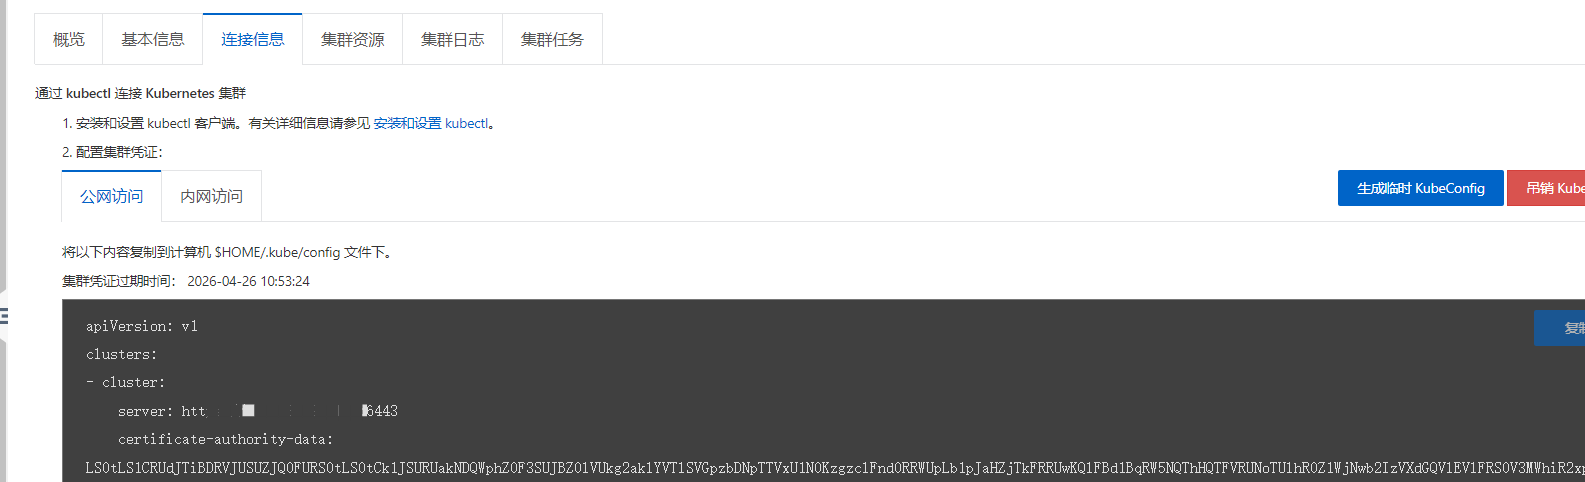 概览 基本信息 连接信息 集群资源 集群日志 集群任务
通过 kubectl 连接 Kubernetes 集群
1. 安装和设置 kubectl 客户端。有关详细信息请参见 安装和设置 kubectl。
2. 配置集群凭证：
公网访问 内网访问 生成临时 KubeConfig 吊销 Kube
将以下内容复制到计算机 $HOME/.kube/config 文件下。
集群凭证过期时间： 2026-04-26 10:53:24
apiVersion: v1
复制
clusters:
- cluster:
server: htt 6443
certificate-authority-data: